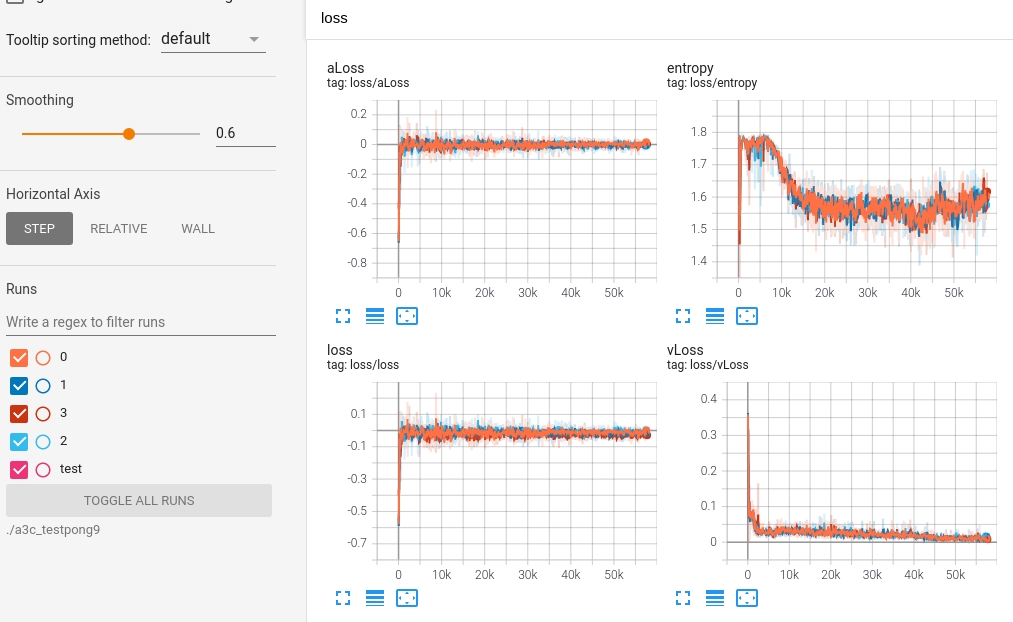 Tooltip sorting method: default
Smoothing
0.6
Horizontal Axis
STEP RELATIVE WALL
Runs
Write a regex to filter runs
0
1
3
2
test
TOGGLE ALL RUNS
./a3c_testpong9
loss
aLoss
tag: loss/aLoss
0.2
0
-0.2
-0.4
-0.6
-0.8
0 10k 20k 30k 40k 50k
entropy
tag: loss/entropy
1.8
1.7
1.6
1.5
1.4
0 10k 20k 30k 40k 50k
loss
tag: loss/loss
0.1
-0.1
-0.3
-0.5
-0.7
0 10k 20k 30k 40k 50k
vLoss
tag: loss/vLoss
0.4
0.3
0.2
0.1
0
0 10k 20k 30k 40k 50k